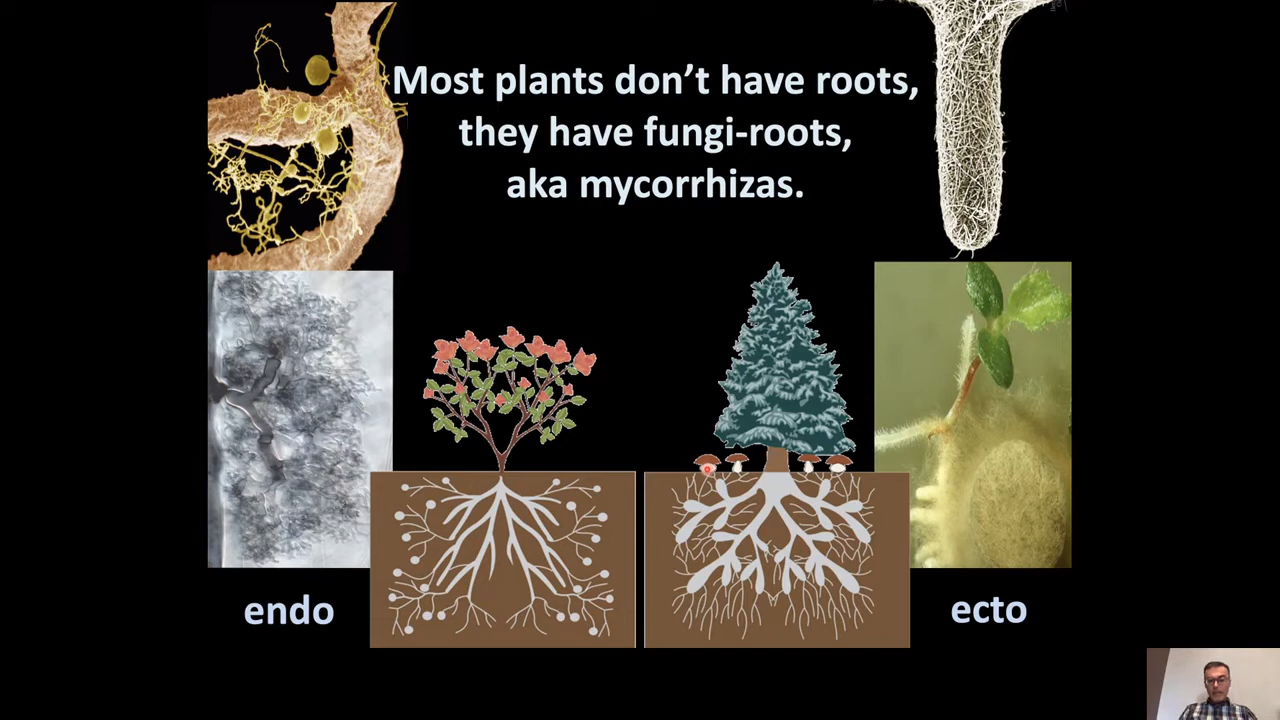 Most plants don’t have roots,
they have fungi-roots,
aka mycorrhizas.
endo
ecto